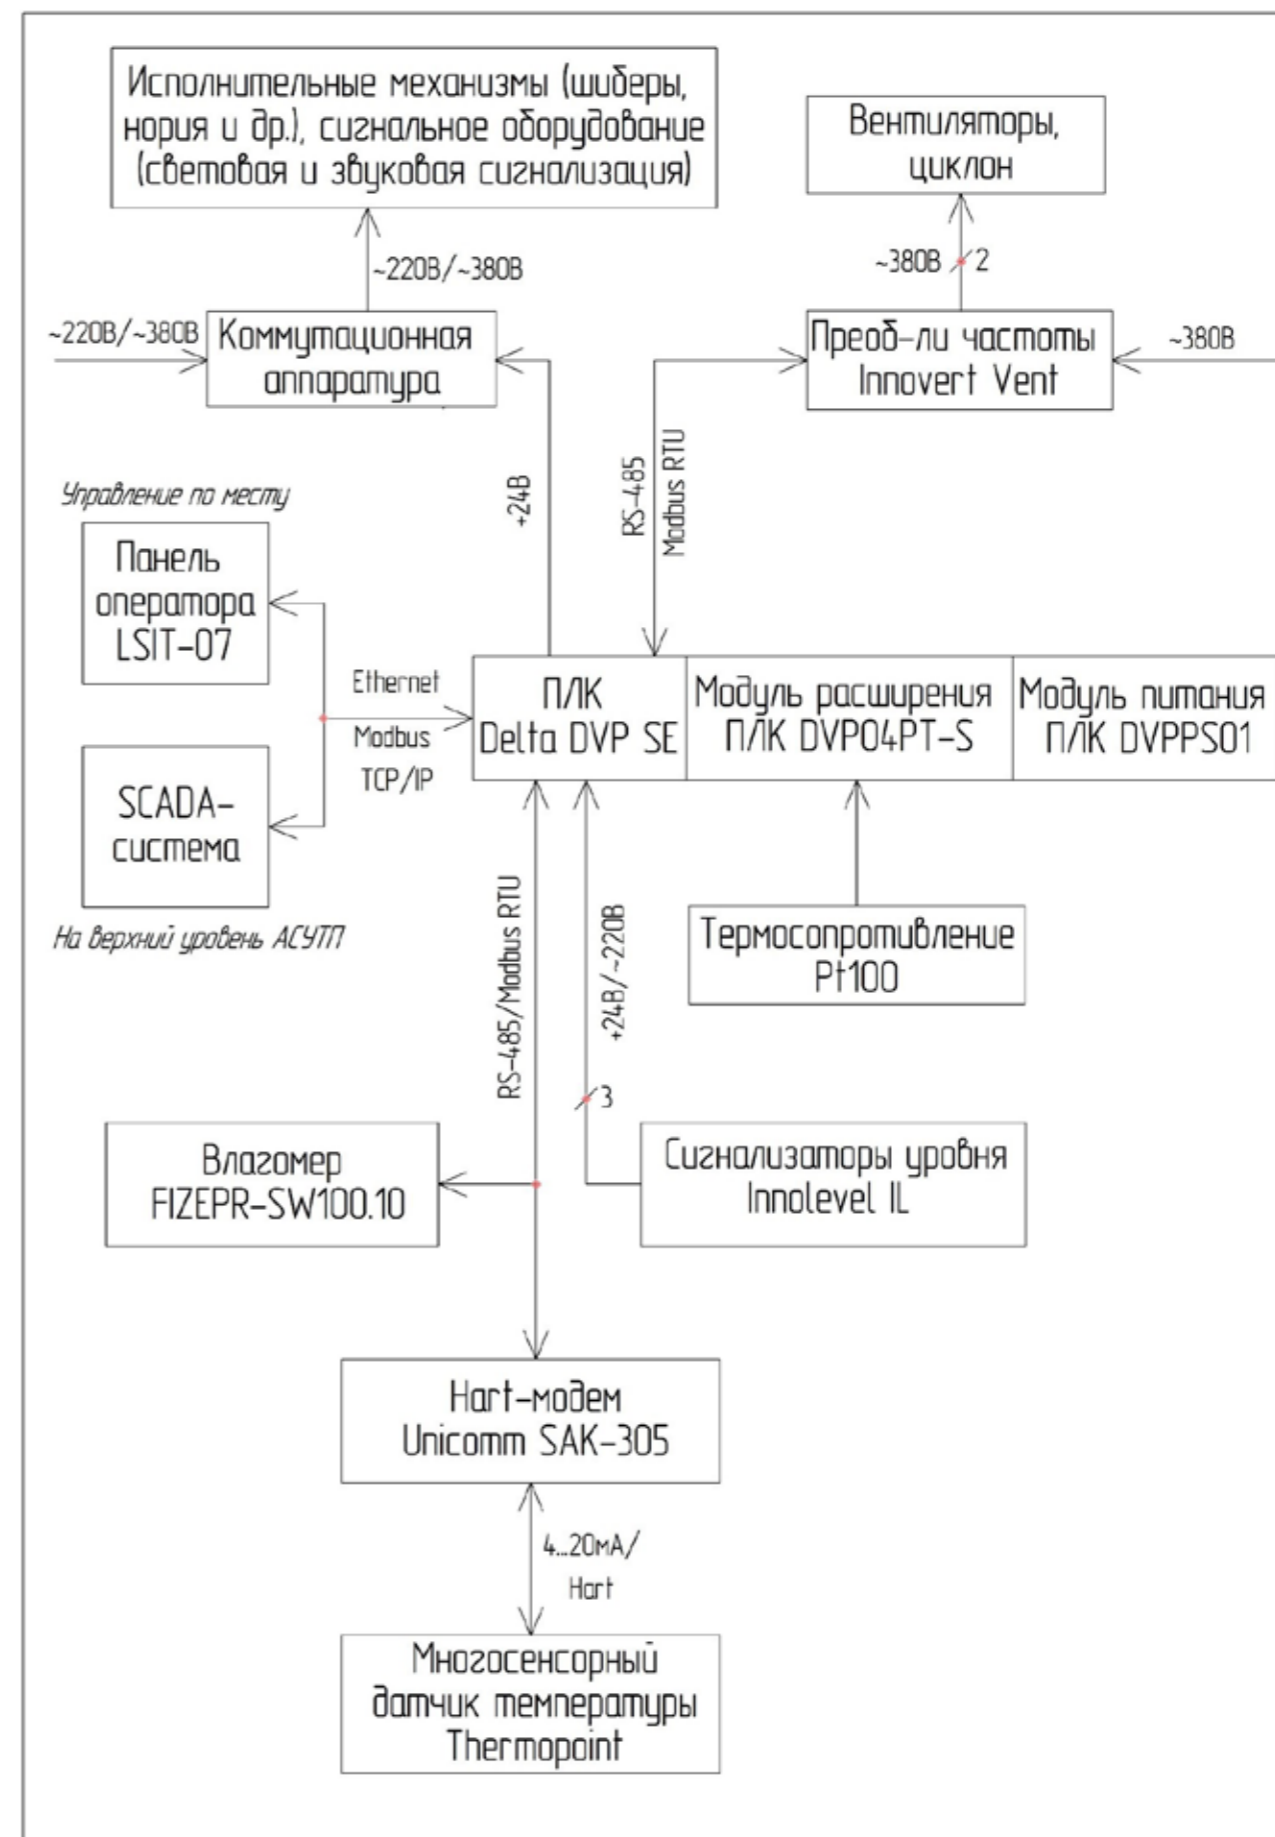 Исполнительные механизмы (шиберы,
нория и др.), сигнальное оборудование
(световая и звуковая сигнализация)
Вентиляторы,
циклон
~220В/~380В
~380В
2
~220В/~380В
Коммутационная
аппаратура
Преоб-ли частоты
Innovert Vent
~380В
+24В
RS-485
Modbus RTU
Управление по месту
Панель
оператора
LSIT-07
Ethernet
Modbus
TCP/IP
ПЛК
Delta DVP SE
Модуль расширения
ПЛК DVP04PT-S
Модуль питания
ПЛК DVPPS01
SCADA-
система
На верхний уровень АСУТП
RS-485/Modbus RTU
+24В/~220В
3
Термосопротивление
Pt100
Влагомер
FIZEPR-SW100.10
Сигнализаторы уровня
Innolevel IL
Hart-модем
Unicomm SAK-305
4...20мА/
Hart
Многосенсорный
датчик температуры
Thermopoint